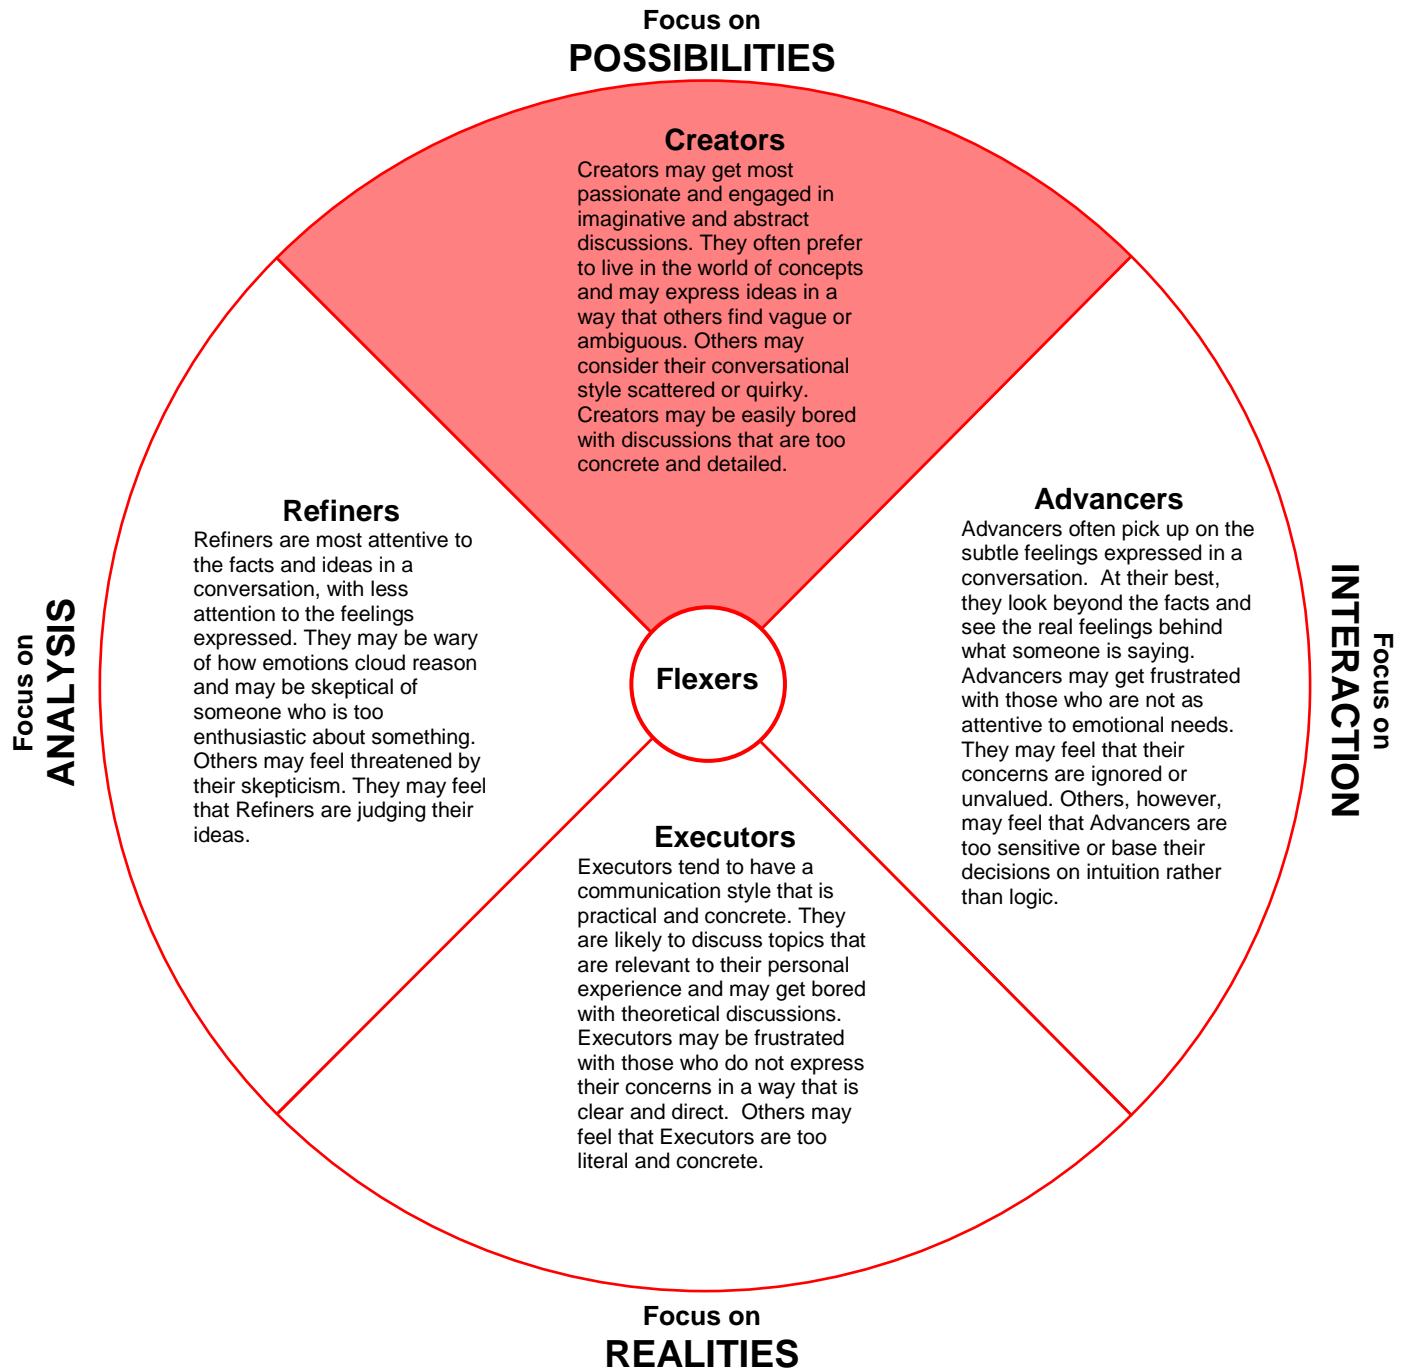 Focus on
POSSIBILITIES
Creators
Creators may get most
passionate and engaged in
imaginative and abstract
discussions. They often prefer
to live in the world of concepts
and may express ideas in a
way that others find vague or
ambiguous. Others may
consider their conversational
style scattered or quirky.
Creators may be easily bored
with discussions that are too
concrete and detailed.
Focus on
ANALYSIS
Refiners
Refiners are most attentive to
the facts and ideas in a
conversation, with less
attention to the feelings
expressed. They may be wary
of how emotions cloud reason
and may be skeptical of
someone who is too
enthusiastic about something.
Others may feel threatened by
their skepticism. They may feel
that Refiners are judging their
ideas.
Flexers
Advancers
Advancers often pick up on the
subtle feelings expressed in a
conversation.  At their best,
they look beyond the facts and
see the real feelings behind
what someone is saying.
Advancers may get frustrated
with those who are not as
attentive to emotional needs.
They may feel that their
concerns are ignored or
unvalued. Others, however,
may feel that Advancers are
too sensitive or base their
decisions on intuition rather
than logic.
Focus on
INTERACTION
Executors
Executors tend to have a
communication style that is
practical and concrete. They
are likely to discuss topics that
are relevant to their personal
experience and may get bored
with theoretical discussions.
Executors may be frustrated
with those who do not express
their concerns in a way that is
clear and direct.  Others may
feel that Executors are too
literal and concrete.
Focus on
REALITIES